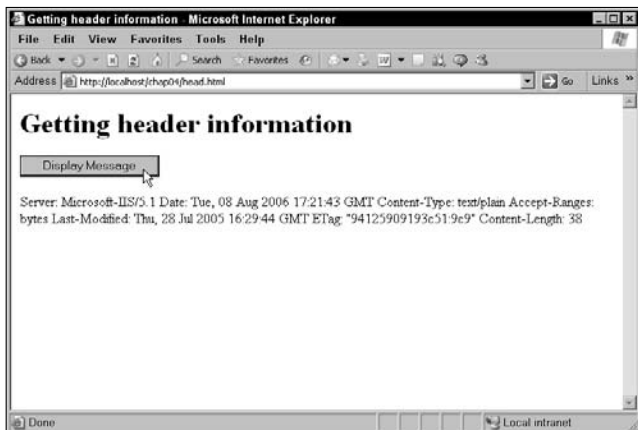 Getting header information - Microsoft Internet Explorer
File Edit View Favorites Tools Help
Back Search Favorites
Address http://localhost/chap04/head.html Go Links »
Getting header information
Display Message
Server: Microsoft-IIS/5.1 Date: Tue, 08 Aug 2006 17:21:43 GMT Content-Type: text/plain Accept-Ranges:
bytes Last-Modified: Thu, 28 Jul 2005 16:29:44 GMT ETag: "94125909193c51:9c9" Content-Length: 38
Done Local intranet